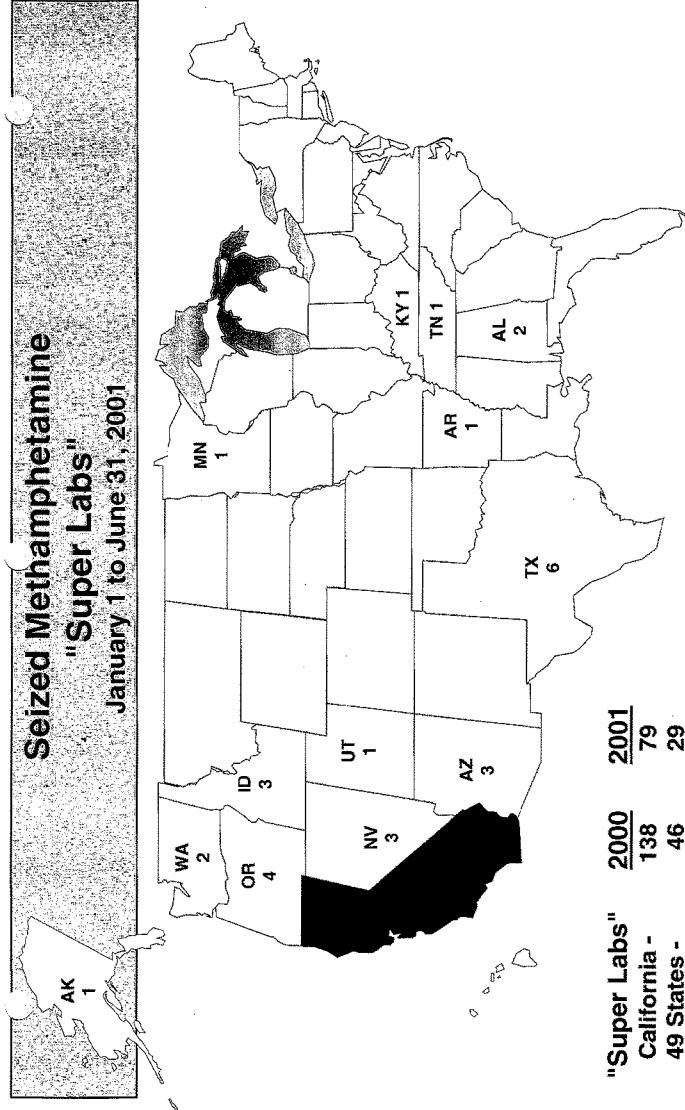 Seized Methamphetamine
"Super Labs"
January 1 to June 31, 2001
AK
1
WA
2
OR
4
ID
3
NV
3
UT
1
AZ
3
MN
1
TX
6
AR
1
KY 1
TN 1
AL
2
"Super Labs" 2000 2001
California - 138 79
49 States - 46 29